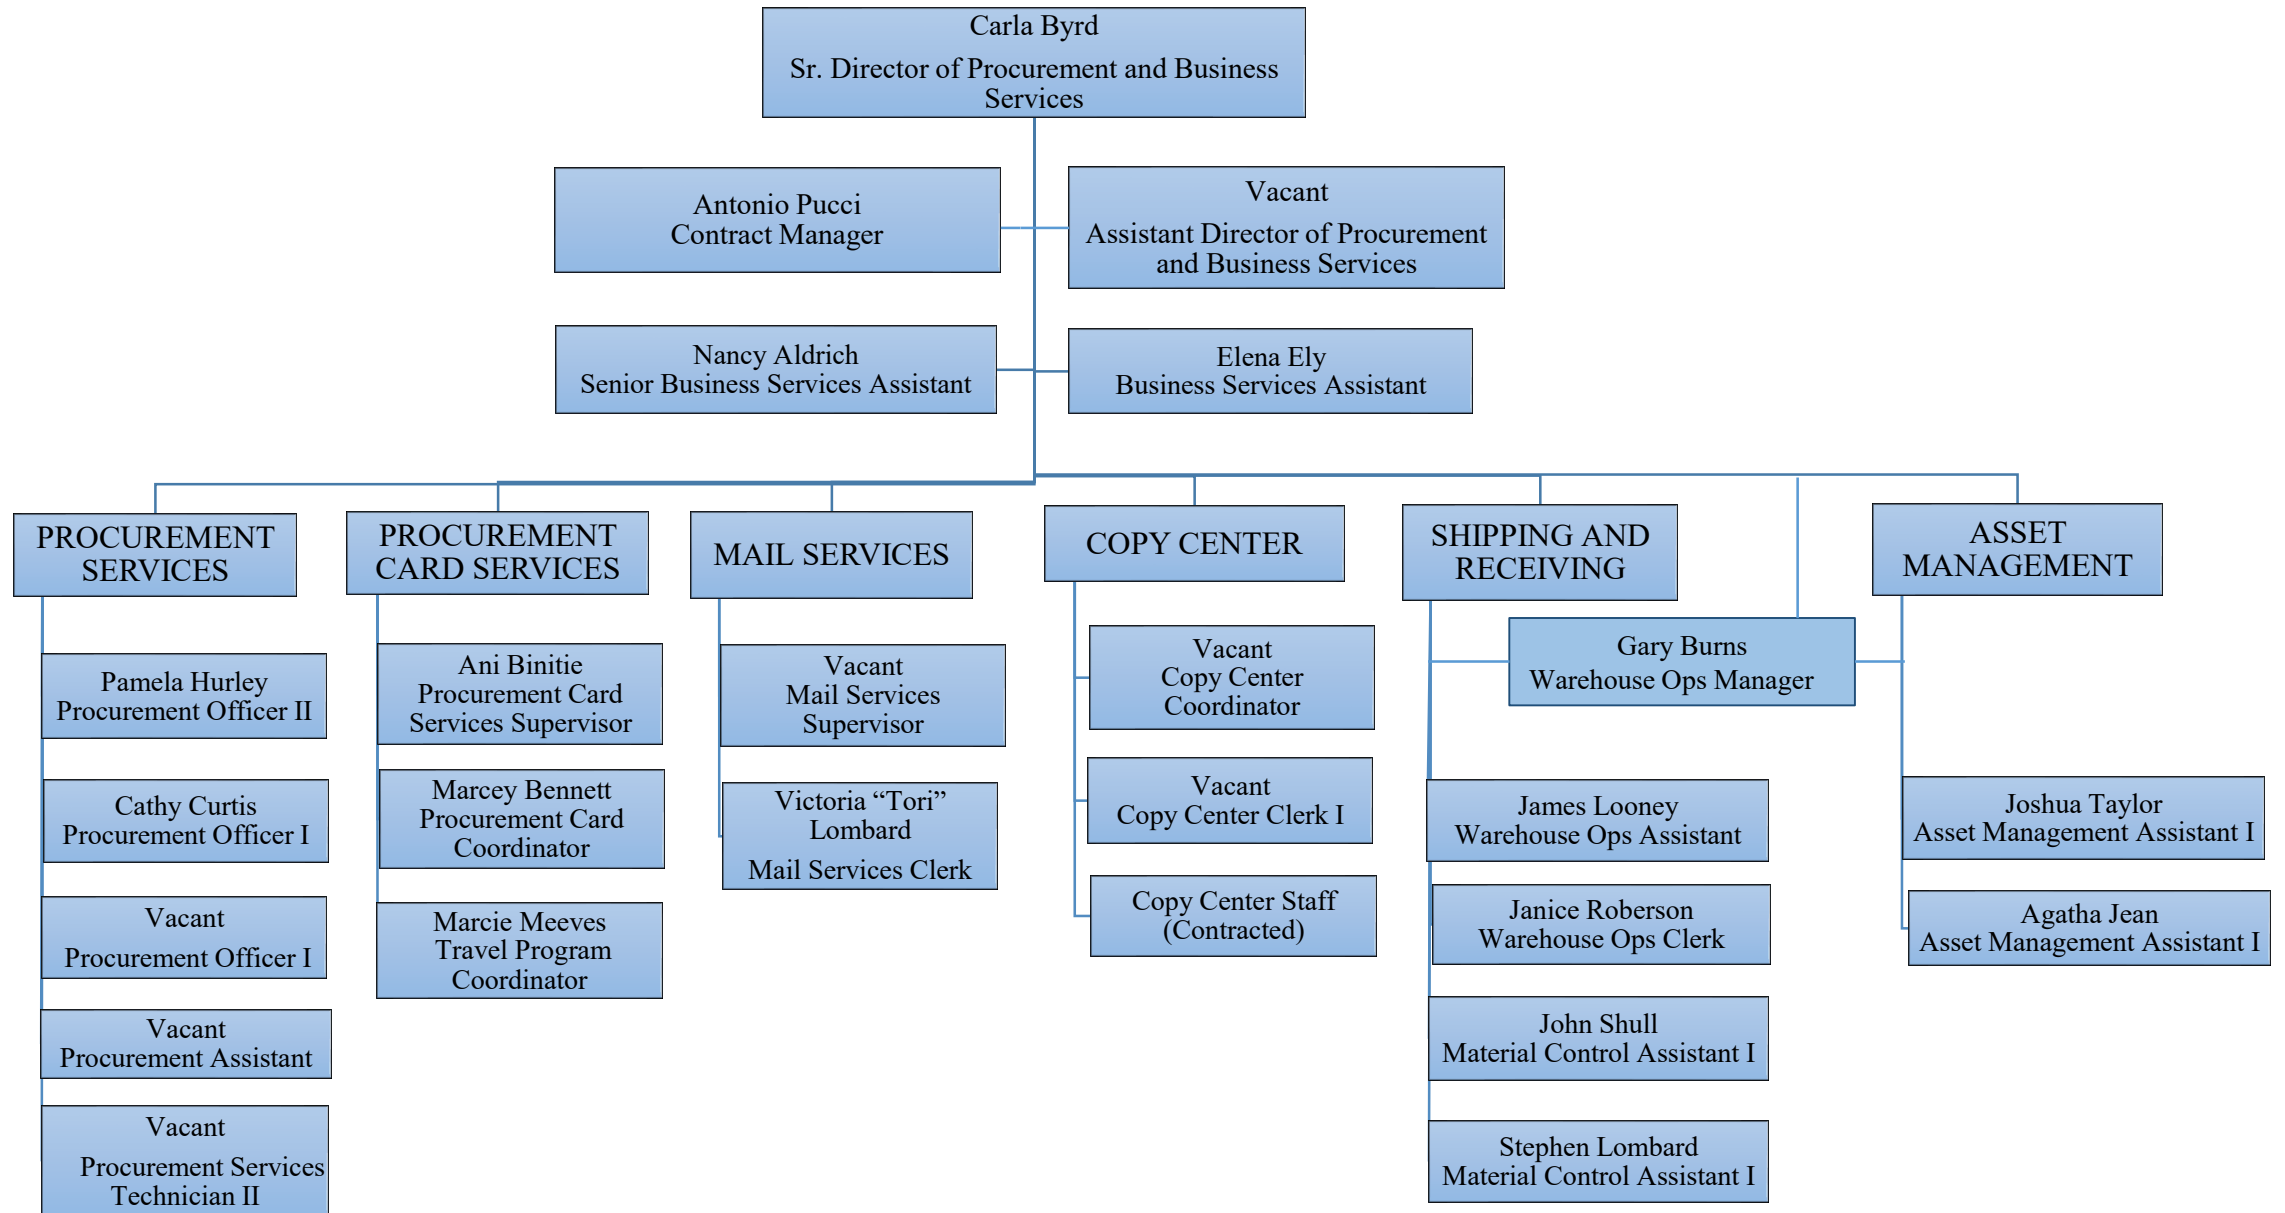 Carla Byrd
Sr. Director of Procurement and Business
Services
Antonio Pucci
Contract Manager
Vacant
Assistant Director of Procurement
and Business Services
Nancy Aldrich
Senior Business Services Assistant
Elena Ely
Business Services Assistant
PROCUREMENT
SERVICES
Pamela Hurley
Procurement Officer II
Cathy Curtis
Procurement Officer I
Vacant
Procurement Officer I
Vacant
Procurement Assistant
Vacant
Procurement Services
Technician II
PROCUREMENT
CARD SERVICES
Ani Binitie
Procurement Card
Services Supervisor
Marcey Bennett
Procurement Card
Coordinator
Marcie Meeves
Travel Program
Coordinator
MAIL SERVICES
Vacant
Mail Services
Supervisor
Victoria “Tori”
Lombard
Mail Services Clerk
COPY CENTER
Vacant
Copy Center
Coordinator
Vacant
Copy Center Clerk I
Copy Center Staff
(Contracted)
SHIPPING AND
RECEIVING
Gary Burns
Warehouse Ops Manager
James Looney
Warehouse Ops Assistant
Janice Roberson
Warehouse Ops Clerk
John Shull
Material Control Assistant I
Stephen Lombard
Material Control Assistant I
ASSET
MANAGEMENT
Joshua Taylor
Asset Management Assistant I
Agatha Jean
Asset Management Assistant I